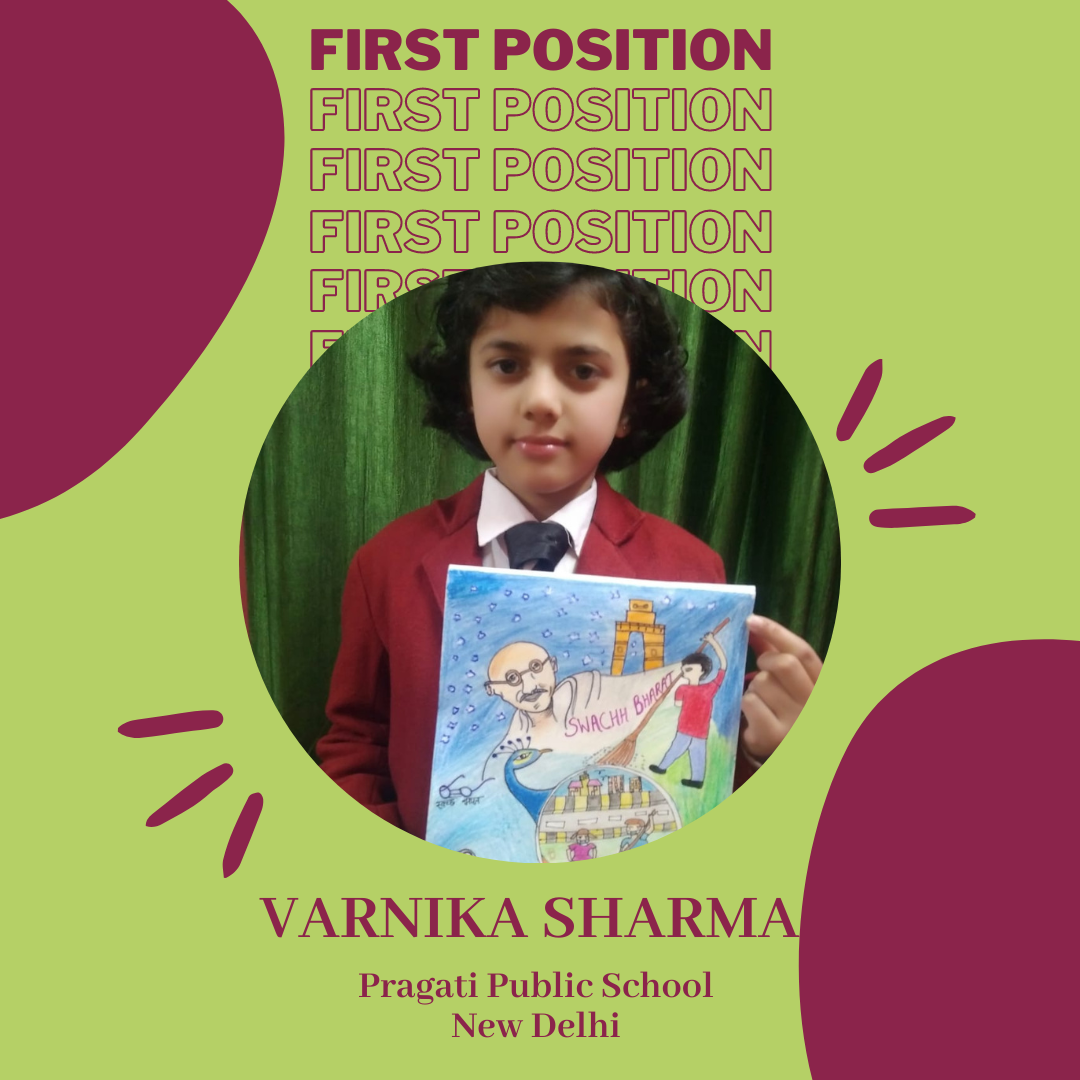 FIRST POSITION
FIRST POSITION
FIRST POSITION
FIRST POSITION
SWACHH BHARAT
VARNIKA SHARMA
Pragati Public School
New Delhi